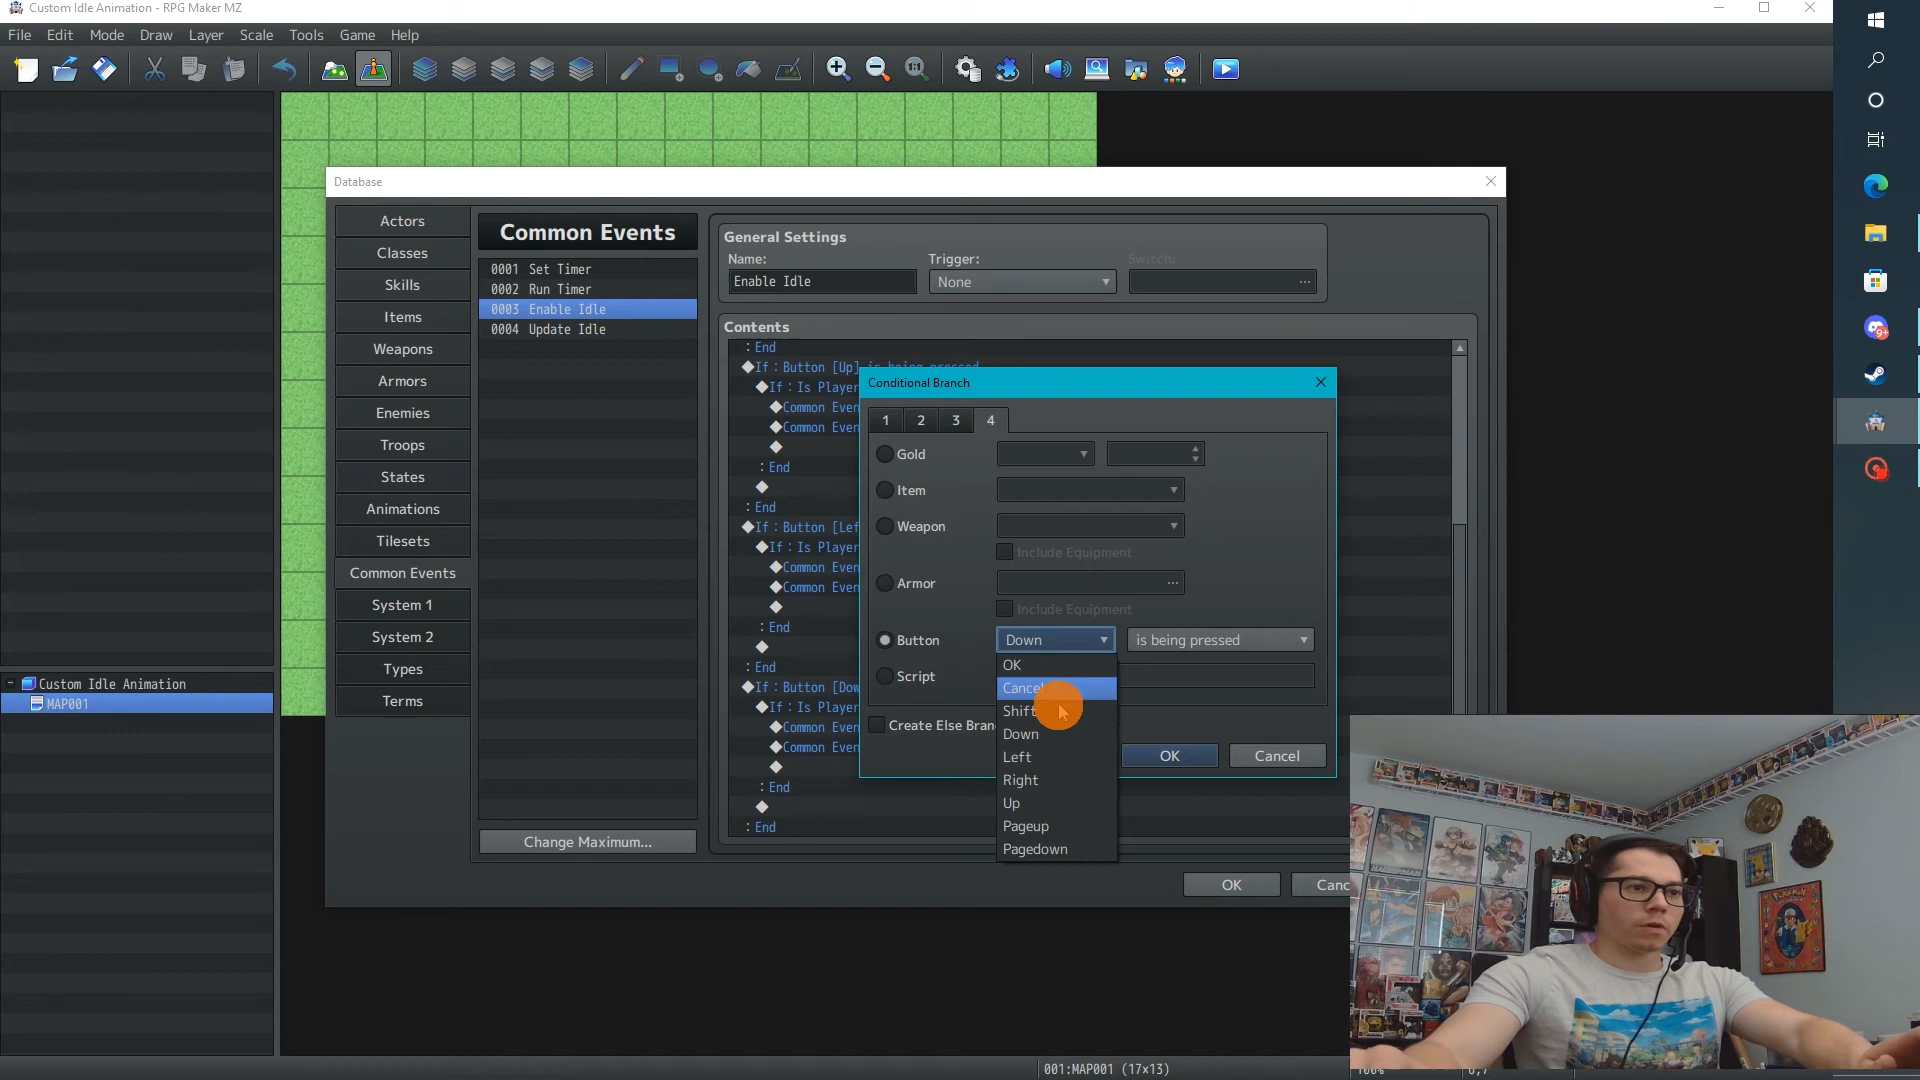 Custom Idle Animation - RPG Maker MZ
File Edit Mode Draw Layer Scale Tools Game Help
Database
Actors
Classes
Skills
Items
Weapons
Armors
Enemies
Troops
States
Animations
Tilesets
Common Events
System 1
System 2
Types
Terms
Common Events
0001 Set Timer
0002 Run Timer
0003 Enable Idle
0004 Update Idle
Change Maximum...
General Settings
Name:
Trigger:
Switch:
Enable Idle
None
...
Contents
: End
◆If : Button [Up] is being pressed
◆If : Is Player
◆Common Even
◆Common Even
◆
: End
◆
: End
◆If : Button [Lef
◆If : Is Player
◆Common Even
◆Common Even
◆
: End
◆
: End
◆If : Button [Dow
◆If : Is Player
◆Common Even
◆Common Even
◆
: End
◆
: End
Conditional Branch
1 2 3 4
Gold
Item
Weapon
Include Equipment
Armor
...
Include Equipment
Button
Down
is being pressed
Script
Create Else Bran
OK
Cancel
Shift
Down
Left
Right
Up
Pageup
Pagedown
OK
Cancel
OK
Canc
Custom Idle Animation
MAP001
001:MAP001 (17x13)
9+